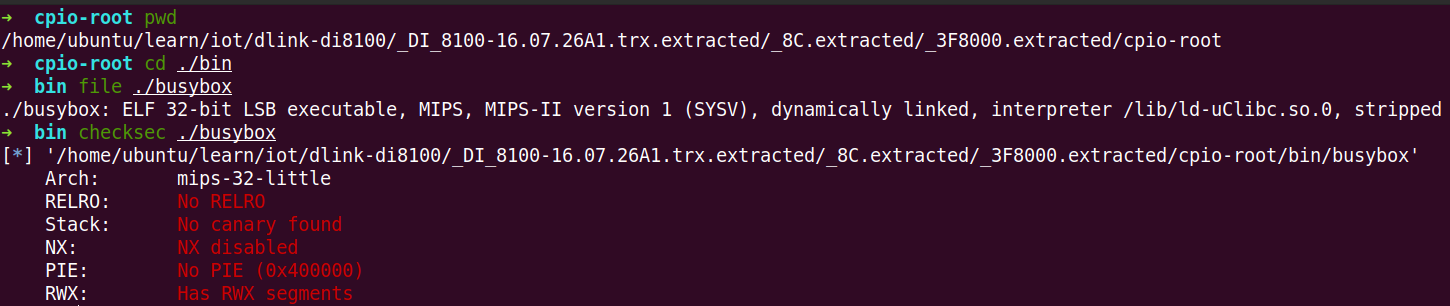 → cpio-root pwd
/home/ubuntu/learn/iot/dlink-di8100/_DI_8100-16.07.26A1.trx.extracted/_8C.extracted/_3F8000.extracted/cpio-root
→ cpio-root cd ./bin
→ bin file ./busybox
./busybox: ELF 32-bit LSB executable, MIPS, MIPS-II version 1 (SYSV), dynamically linked, interpreter /lib/ld-uClibc.so.0, stripped
→ bin checksec ./busybox
[*] '/home/ubuntu/learn/iot/dlink-di8100/_DI_8100-16.07.26A1.trx.extracted/_8C.extracted/_3F8000.extracted/cpio-root/bin/busybox'
Arch: mips-32-little
RELRO: No RELRO
Stack: No canary found
NX: NX disabled
PIE: No PIE (0x400000)
RWX: Has RWX segments